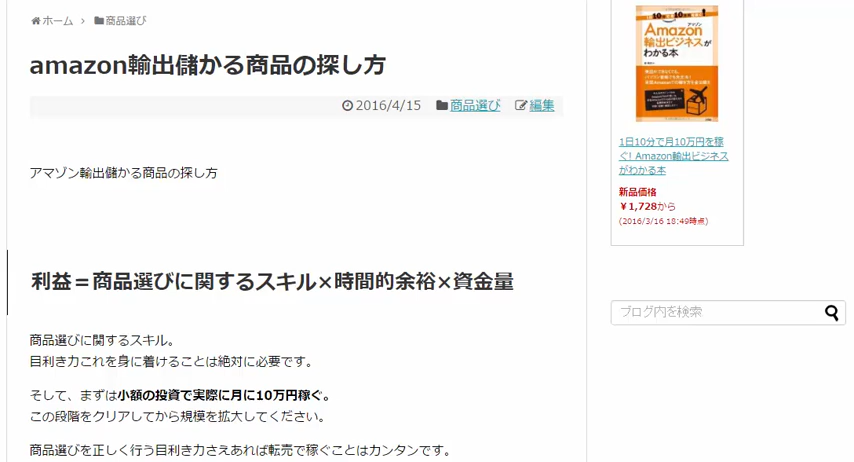 ホーム > 商品選び
amazon輸出儲かる商品の探し方
2016/4/15 商品選び 編集
アマゾン輸出儲かる商品の探し方
利益＝商品選びに関するスキル×時間的余裕×資金量
商品選びに関するスキル。
目利き力これを身に着けることは絶対に必要です。
そして、まずは小額の投資で実際に月に10万円稼ぐ。
この段階をクリアしてから規模を拡大してください。
商品選びを正しく行う目利き力さえあれば転売で稼ぐことはカンタンです。
アマゾン
Amazon
輸出ビジネスが
わかる本
1日10分で月10万円を稼
ぐ! Amazon輸出ビジネス
がわかる本
新品価格
￥1,728から
(2016/3/16 18:49時点)
ブログ内を検索